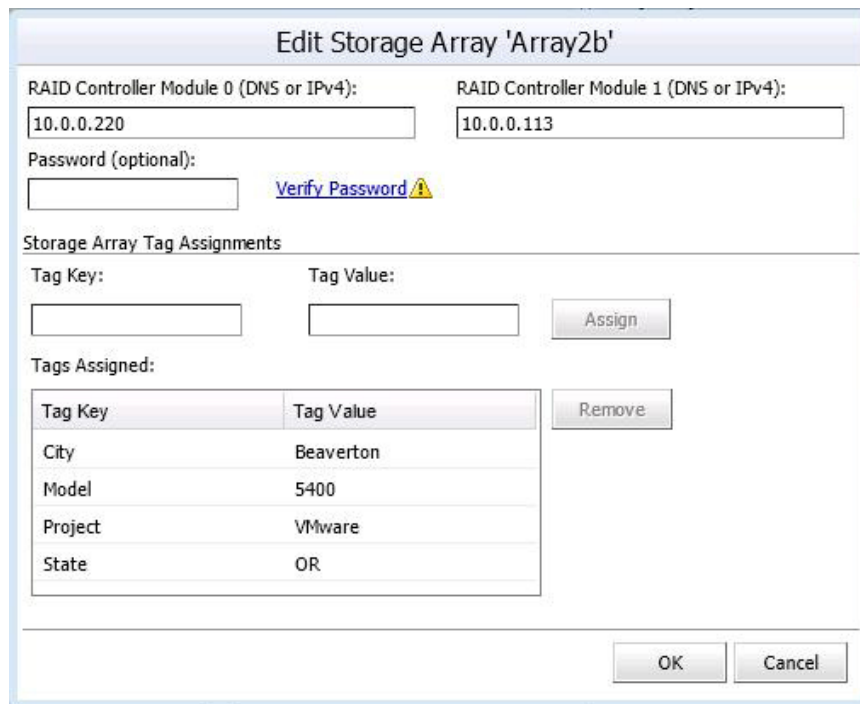 Edit Storage Array 'Array2b'
RAID Controller Module 0 (DNS or IPv4): RAID Controller Module 1 (DNS or IPv4):
10.0.0.220 10.0.0.113
Password (optional):
Verify Password
Storage Array Tag Assignments
Tag Key: Tag Value:
Assign
Tags Assigned:
Tag Key Tag Value Remove
City Beaverton
Model 5400
Project VMware
State OR
OK Cancel